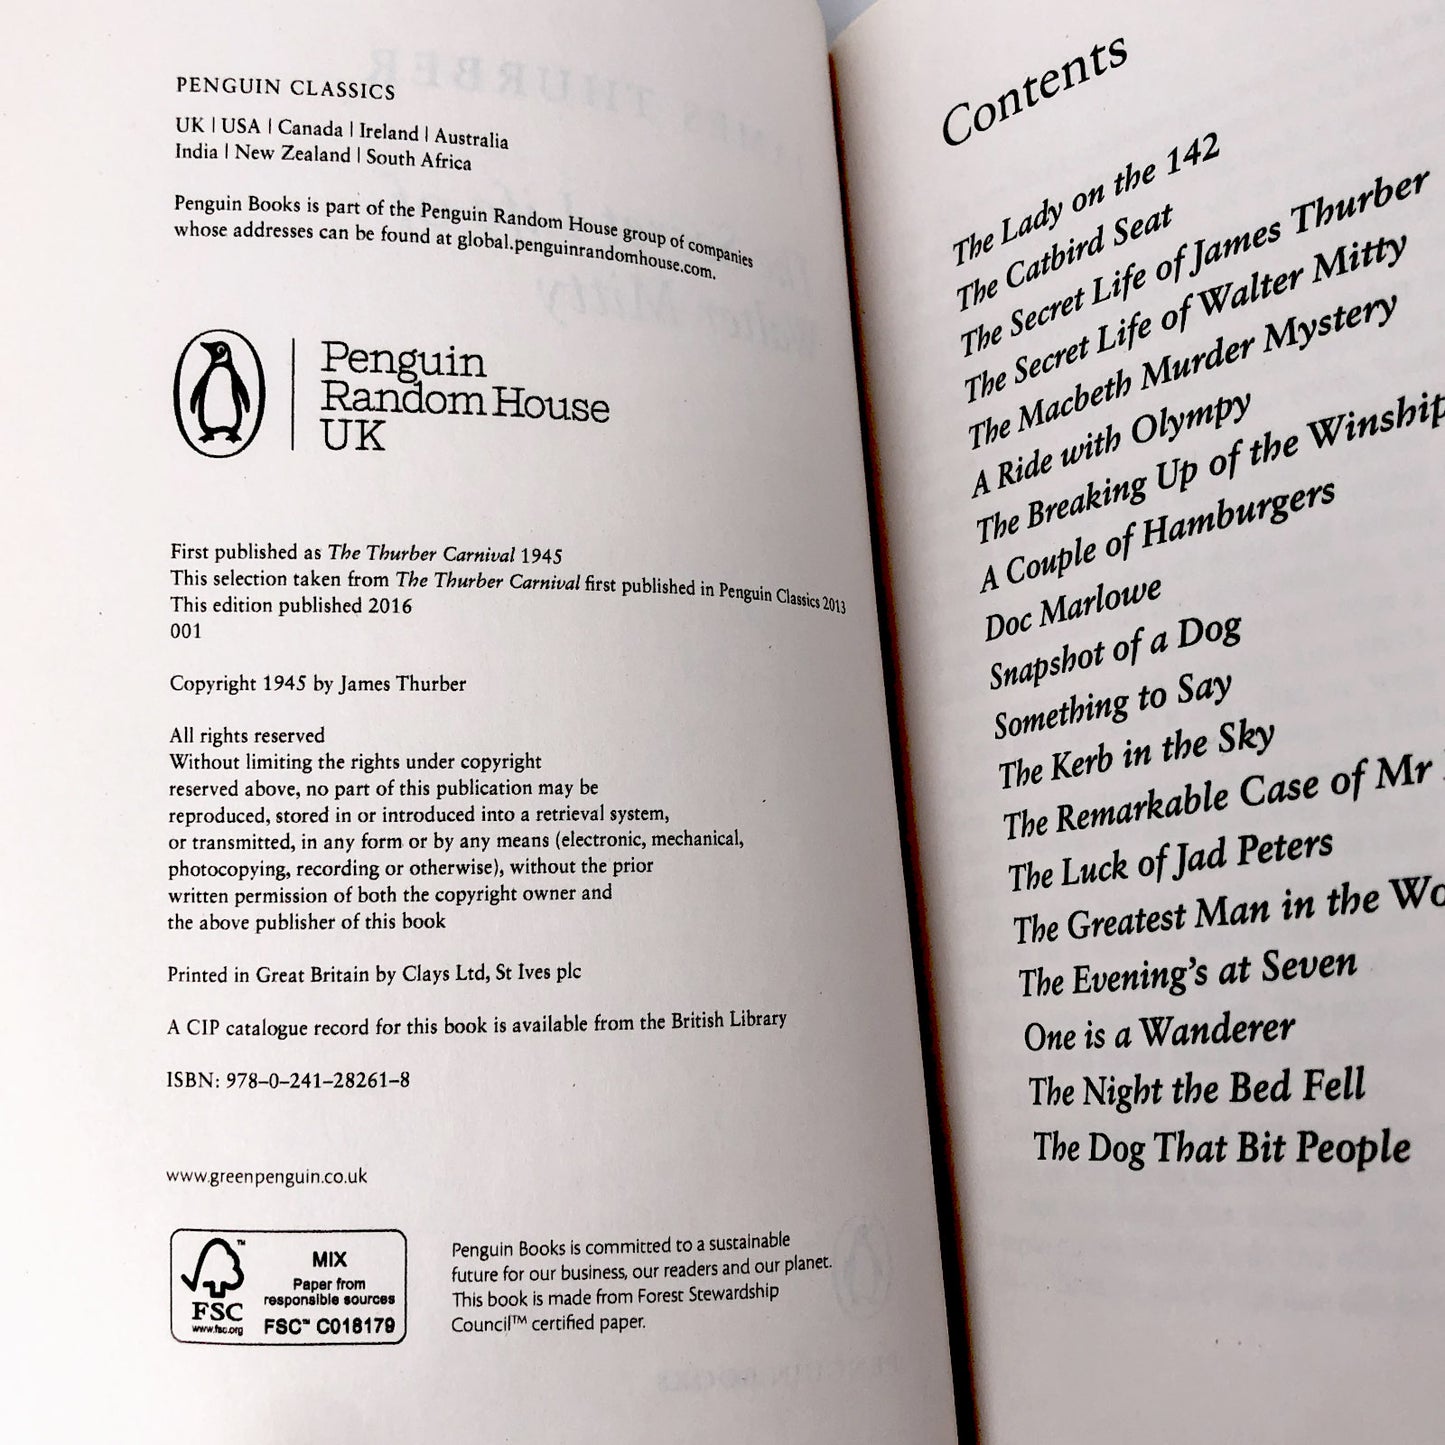 PENGUIN CLASSICS
UK | USA | Canada | Ireland | Australia
India | New Zealand | South Africa
Penguin Books is part of the Penguin Random House group of companies
whose addresses can be found at global.penguinrandomhouse.com.
Penguin
Random House
UK
First published as The Thurber Carnival 1945
This selection taken from The Thurber Carnival first published in Penguin Classics 2013
This edition published 2016
001
Copyright 1945 by James Thurber
All rights reserved
Without limiting the rights under copyright
reserved above, no part of this publication may be
reproduced, stored in or introduced into a retrieval system,
or transmitted, in any form or by any means (electronic, mechanical,
photocopying, recording or otherwise), without the prior
written permission of both the copyright owner and
the above publisher of this book
Printed in Great Britain by Clays Ltd, St Ives plc
A CIP catalogue record for this book is available from the British Library
ISBN: 978–0–241–28261–8
www.greenpenguin.co.uk
FSC
www.fsc.org
MIX
Paper from
responsible sources
FSC™ C018179
Penguin Books is committed to a sustainable
future for our business, our readers and our planet.
This book is made from Forest Stewardship
Council™ certified paper.
Contents
The Lady on the 142
The Catbird Seat
The Secret Life of James Thurber
The Secret Life of Walter Mitty
The Macbeth Murder Mystery
A Ride with Olympy
The Breaking Up of the Winship
A Couple of Hamburgers
Doc Marlowe
Snapshot of a Dog
Something to Say
The Kerb in the Sky
The Remarkable Case of Mr
The Luck of Jad Peters
The Greatest Man in the Wo
The Evening's at Seven
One is a Wanderer
The Night the Bed Fell
The Dog That Bit People